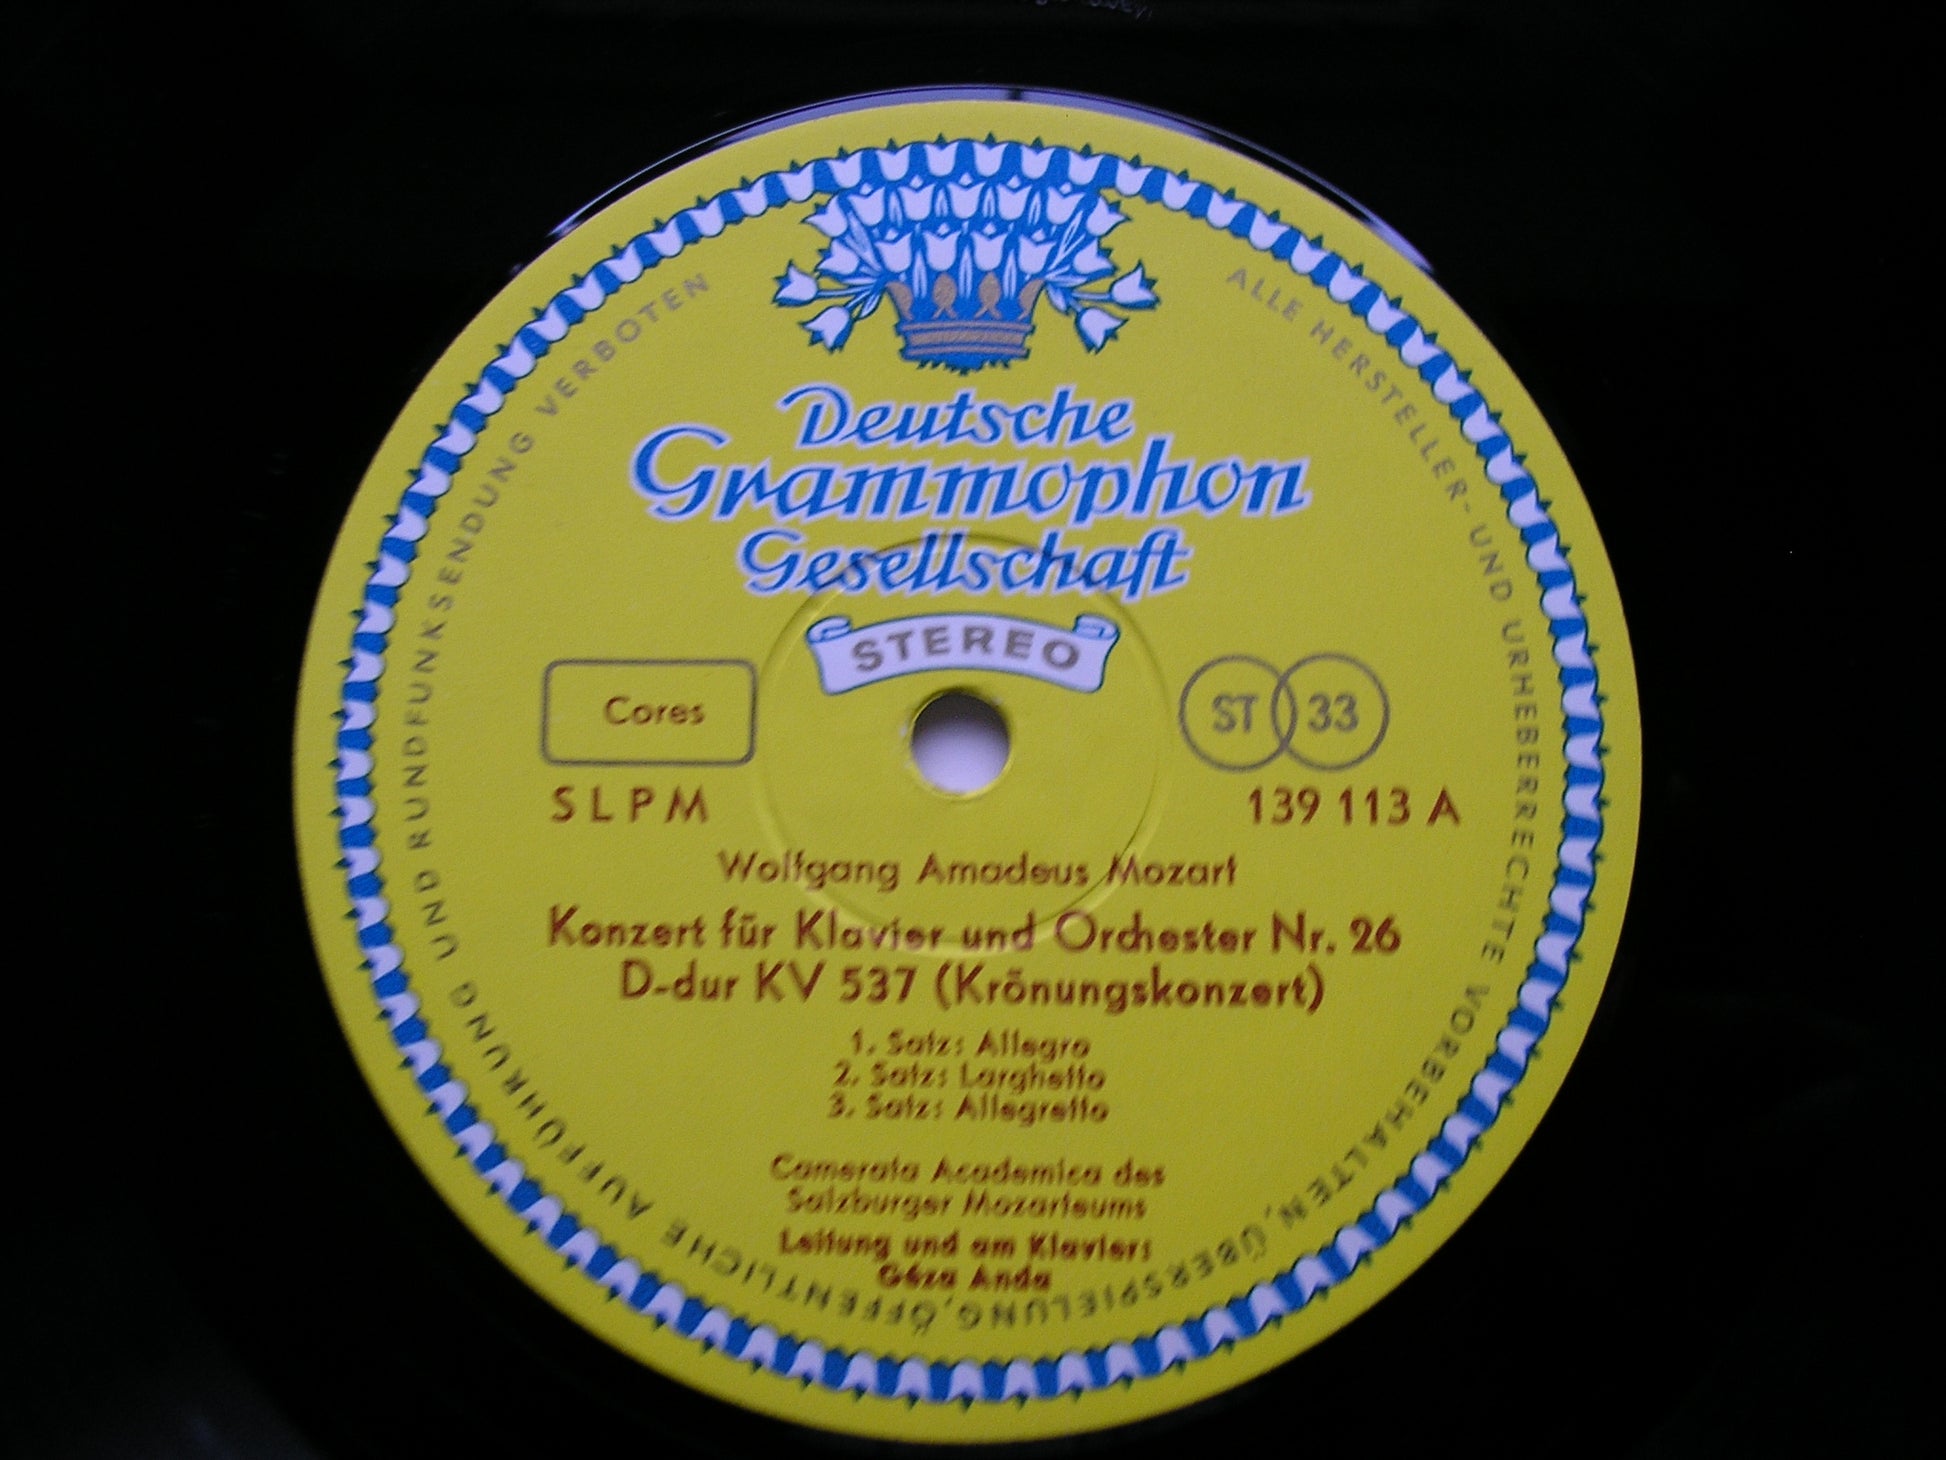 Deutsche
Grammophon
Gesellschaft
STEREO
Cores
ST 33
SLPM
139 113 A
Wolfgang Amadeus Mozart
Konzert für Klavier und Orchester Nr. 26
D-dur KV 537 (Krönungskonzert)
1. Satz: Allegro
2. Satz: Larghetto
3. Satz: Allegretto
Camerata Academica des
Salzburger Mozarteums
Leitung und am Klavier:
Géza Anda
ALLE HERSTELLER- UND URHEBERRECHTE VORBEHALTEN, ÜBERSPIELUNG, ÖFFENTLICHE AUFFÜHRUNG UND RUNDFUNKSENDUNG VERBOTEN